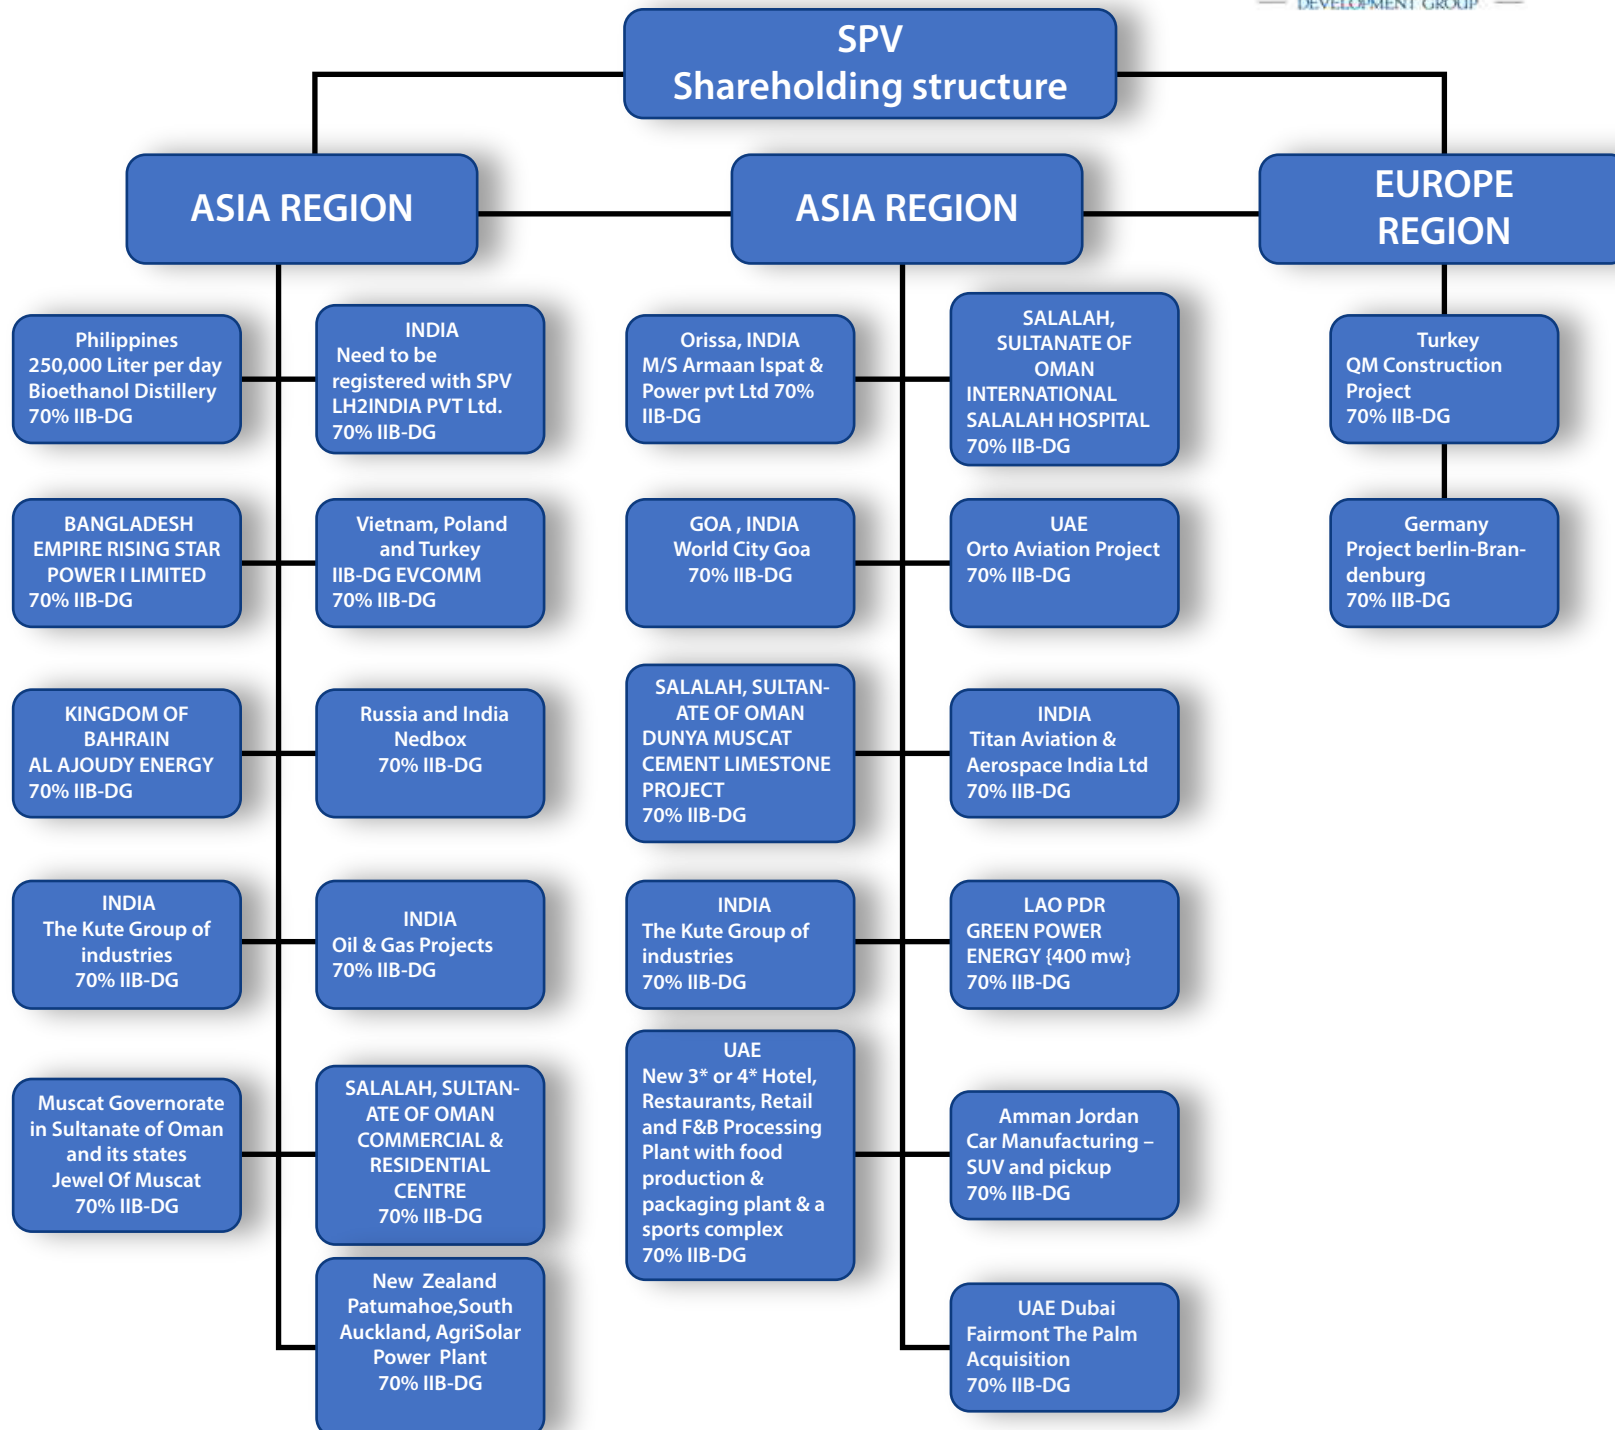 DEVELOPMENT GROUP
SPV
Shareholding structure
ASIA REGION
ASIA REGION
EUROPE
REGION
Philippines
250,000 Liter per day
Bioethanol Distillery
70% IIB-DG
INDIA
Need to be
registered with SPV
LH2INDIA PVT Ltd.
70% IIB-DG
Orissa, INDIA
M/S Armaan Ispat &
Power pvt Ltd 70%
IIB-DG
SALALAH,
SULTANATE OF
OMAN
INTERNATIONAL
SALALAH HOSPITAL
70% IIB-DG
Turkey
QM Construction
Project
70% IIB-DG
BANGLADESH
EMPIRE RISING STAR
POWER I LIMITED
70% IIB-DG
Vietnam, Poland
and Turkey
IIB-DG EVCOMM
70% IIB-DG
GOA , INDIA
World City Goa
70% IIB-DG
UAE
Orto Aviation Project
70% IIB-DG
Germany
Project berlin-Bran-
denburg
70% IIB-DG
KINGDOM OF
BAHRAIN
AL AJOUDY ENERGY
70% IIB-DG
Russia and India
Nedbox
70% IIB-DG
SALALAH, SULTAN-
ATE OF OMAN
DUNYA MUSCAT
CEMENT LIMESTONE
PROJECT
70% IIB-DG
INDIA
Titan Aviation &
Aerospace India Ltd
70% IIB-DG
INDIA
The Kute Group of
industries
70% IIB-DG
INDIA
Oil & Gas Projects
70% IIB-DG
INDIA
The Kute Group of
industries
70% IIB-DG
LAO PDR
GREEN POWER
ENERGY {400 mw}
70% IIB-DG
Muscat Governorate
in Sultanate of Oman
and its states
Jewel Of Muscat
70% IIB-DG
SALALAH, SULTAN-
ATE OF OMAN
COMMERCIAL &
RESIDENTIAL
CENTRE
70% IIB-DG
UAE
New 3* or 4* Hotel,
Restaurants, Retail
and F&B Processing
Plant with food
production &
packaging plant & a
sports complex
70% IIB-DG
Amman Jordan
Car Manufacturing –
SUV and pickup
70% IIB-DG
New Zealand
Patumahoe,South
Auckland, AgriSolar
Power Plant
70% IIB-DG
UAE Dubai
Fairmont The Palm
Acquisition
70% IIB-DG